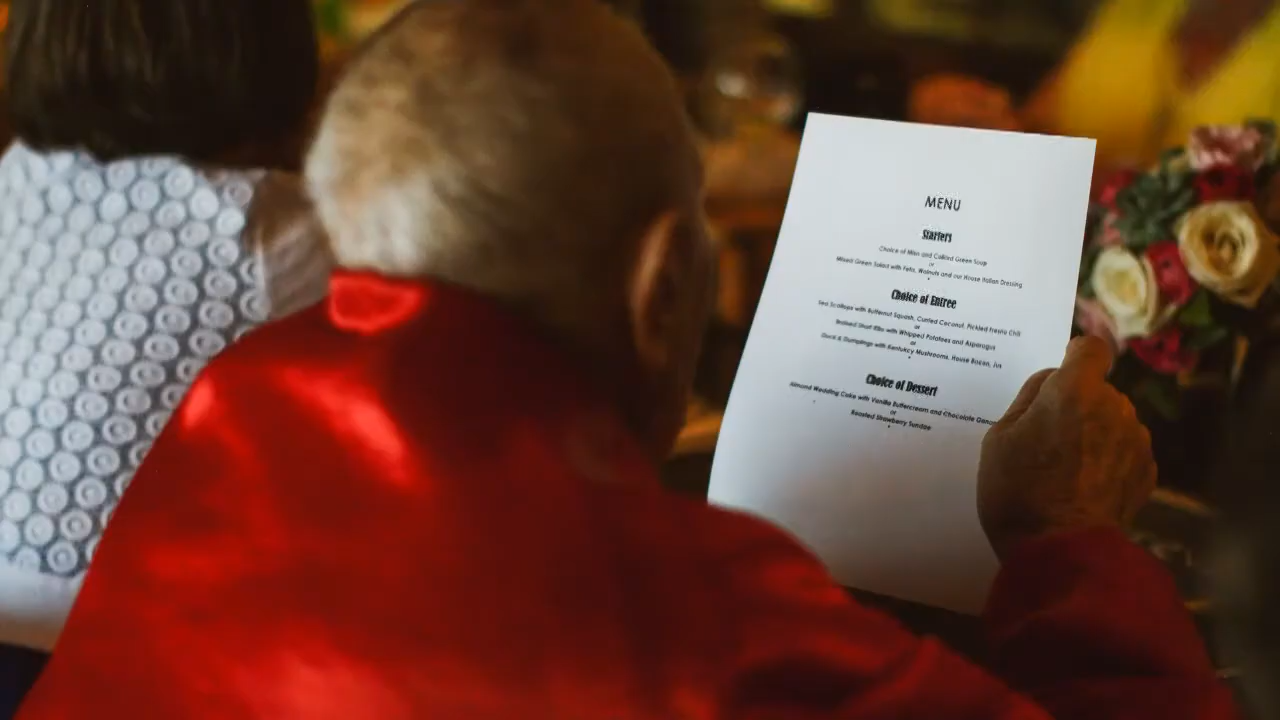 MENU
Starters
Choice of Miso and Collard Green Soup
or
Mixed Green Salad with Feta, Walnuts and our House Italian Dressing
Choice of Entree
Sea Scallops with Butternut Squash, Curried Coconut, Pickled Fresno Chili
or
Braised Short Ribs with Whipped Potatoes and Asparagus
or
Duck & Dumplings with Kentucky Mushrooms, House Bacon, Jus
Choice of Dessert
Almond Wedding Cake with Vanilla Buttercream and Chocolate
or
Roasted Strawberry Sundae